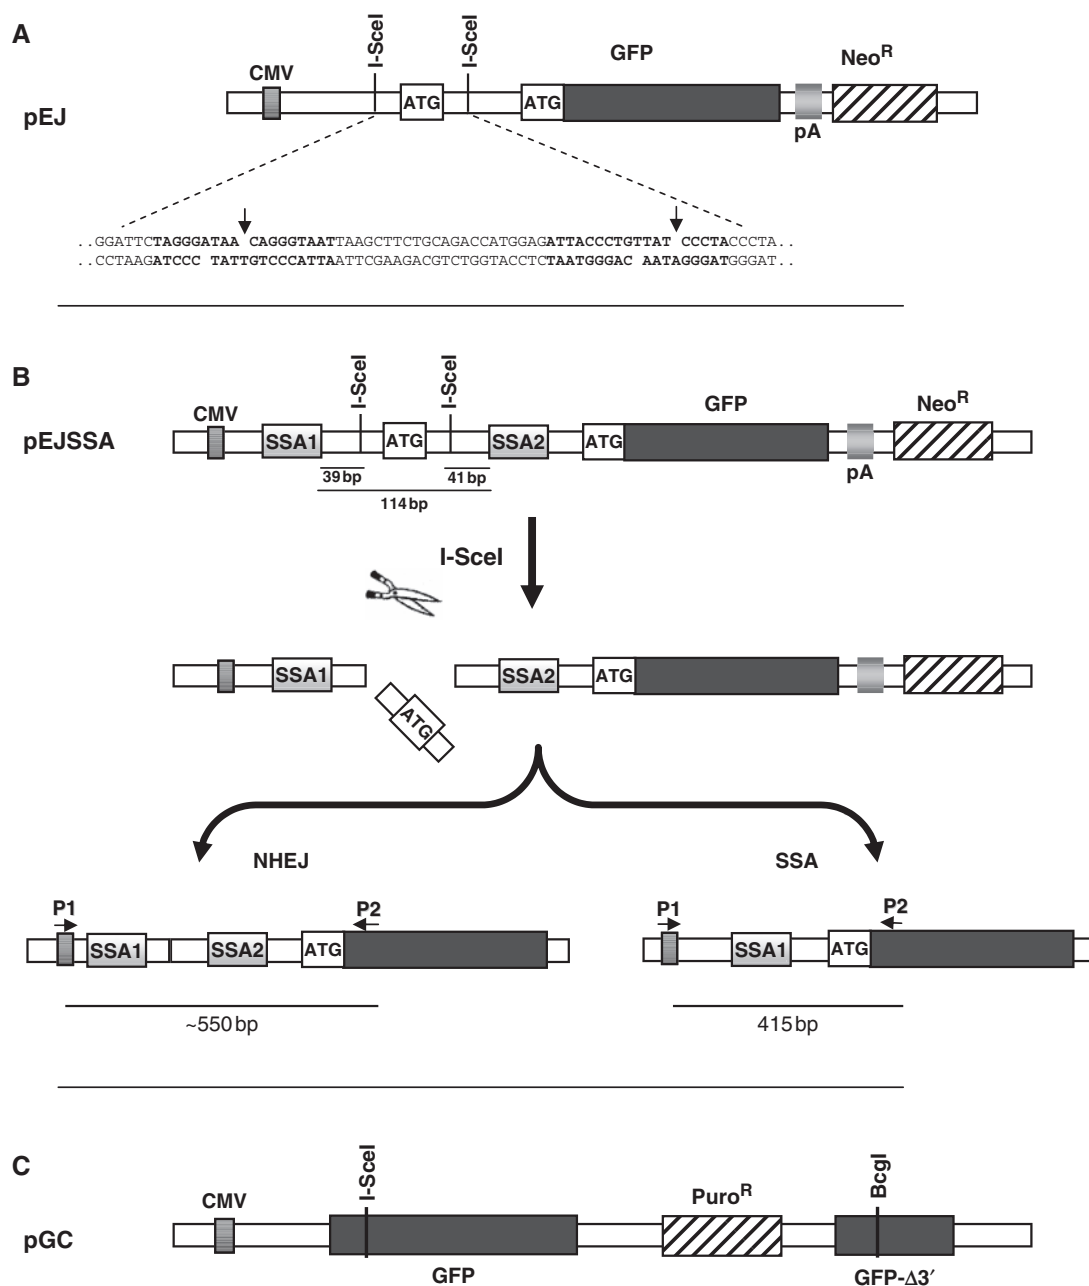 A
pEJ
CMV
I-SceI
I-SceI
GFP
Neo^R
ATG
ATG
pA
..GGATTCTAGGGATAA CAGGGTAATTAAGCTTCTGCAGACCATGGAGATTACCCTGTTAT CCCTACCCTA..
..CCTAAGATCCC TATTGTCCCATTAATTCGAAGACGTCTGGTACCTCTAATGGGAC AATAGGGATGGGAT..
B
pEJSSA
CMV
I-SceI
I-SceI
GFP
Neo^R
SSA1
ATG
SSA2
ATG
pA
39 bp
41 bp
114 bp
I-SceI
SSA1
SSA2
ATG
ATG
NHEJ
SSA
P1
P2
P1
P2
SSA1
SSA2
ATG
SSA1
ATG
~550 bp
415 bp
C
pGC
CMV
I-SceI
Puro^R
BcgI
GFP
GFP-Δ3′